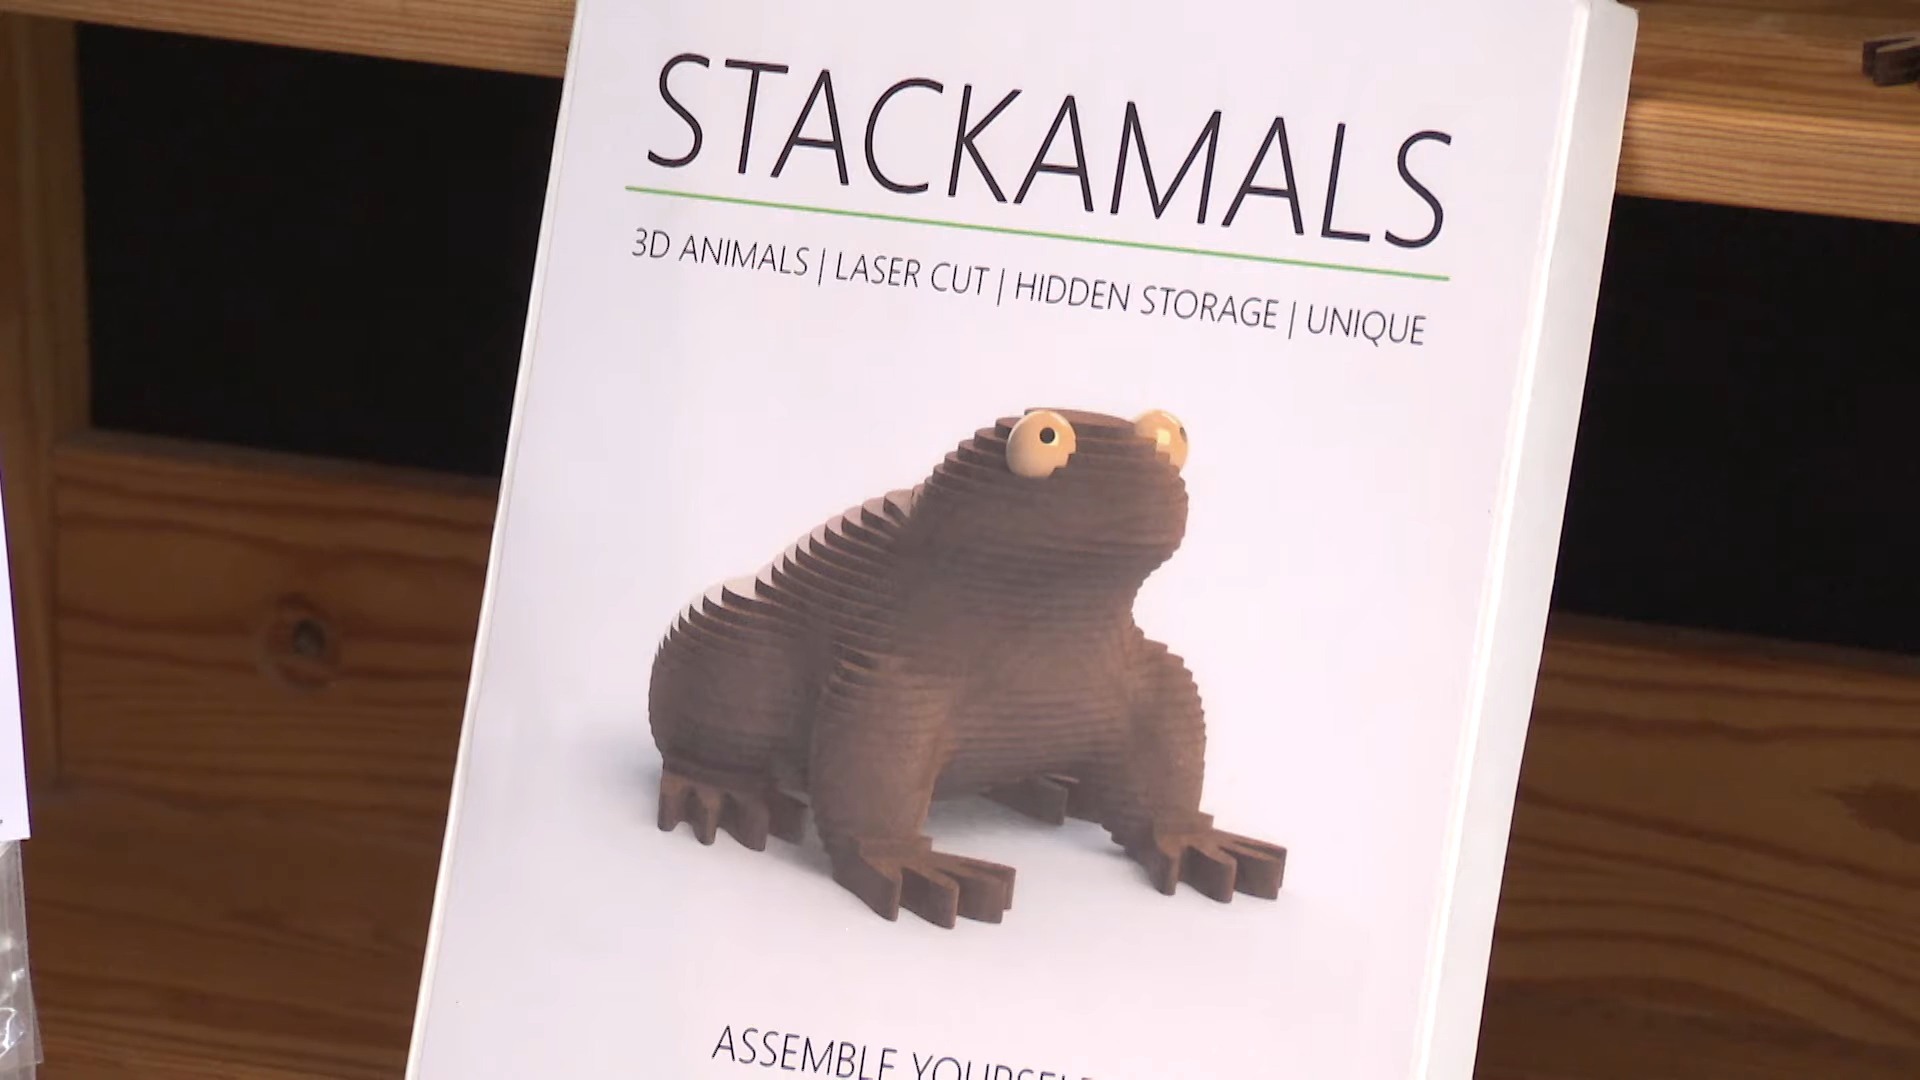 STACKAMALS
3D ANIMALS | LASER CUT | HIDDEN STORAGE | UNIQUE
ASSEMBLE YOURSELF